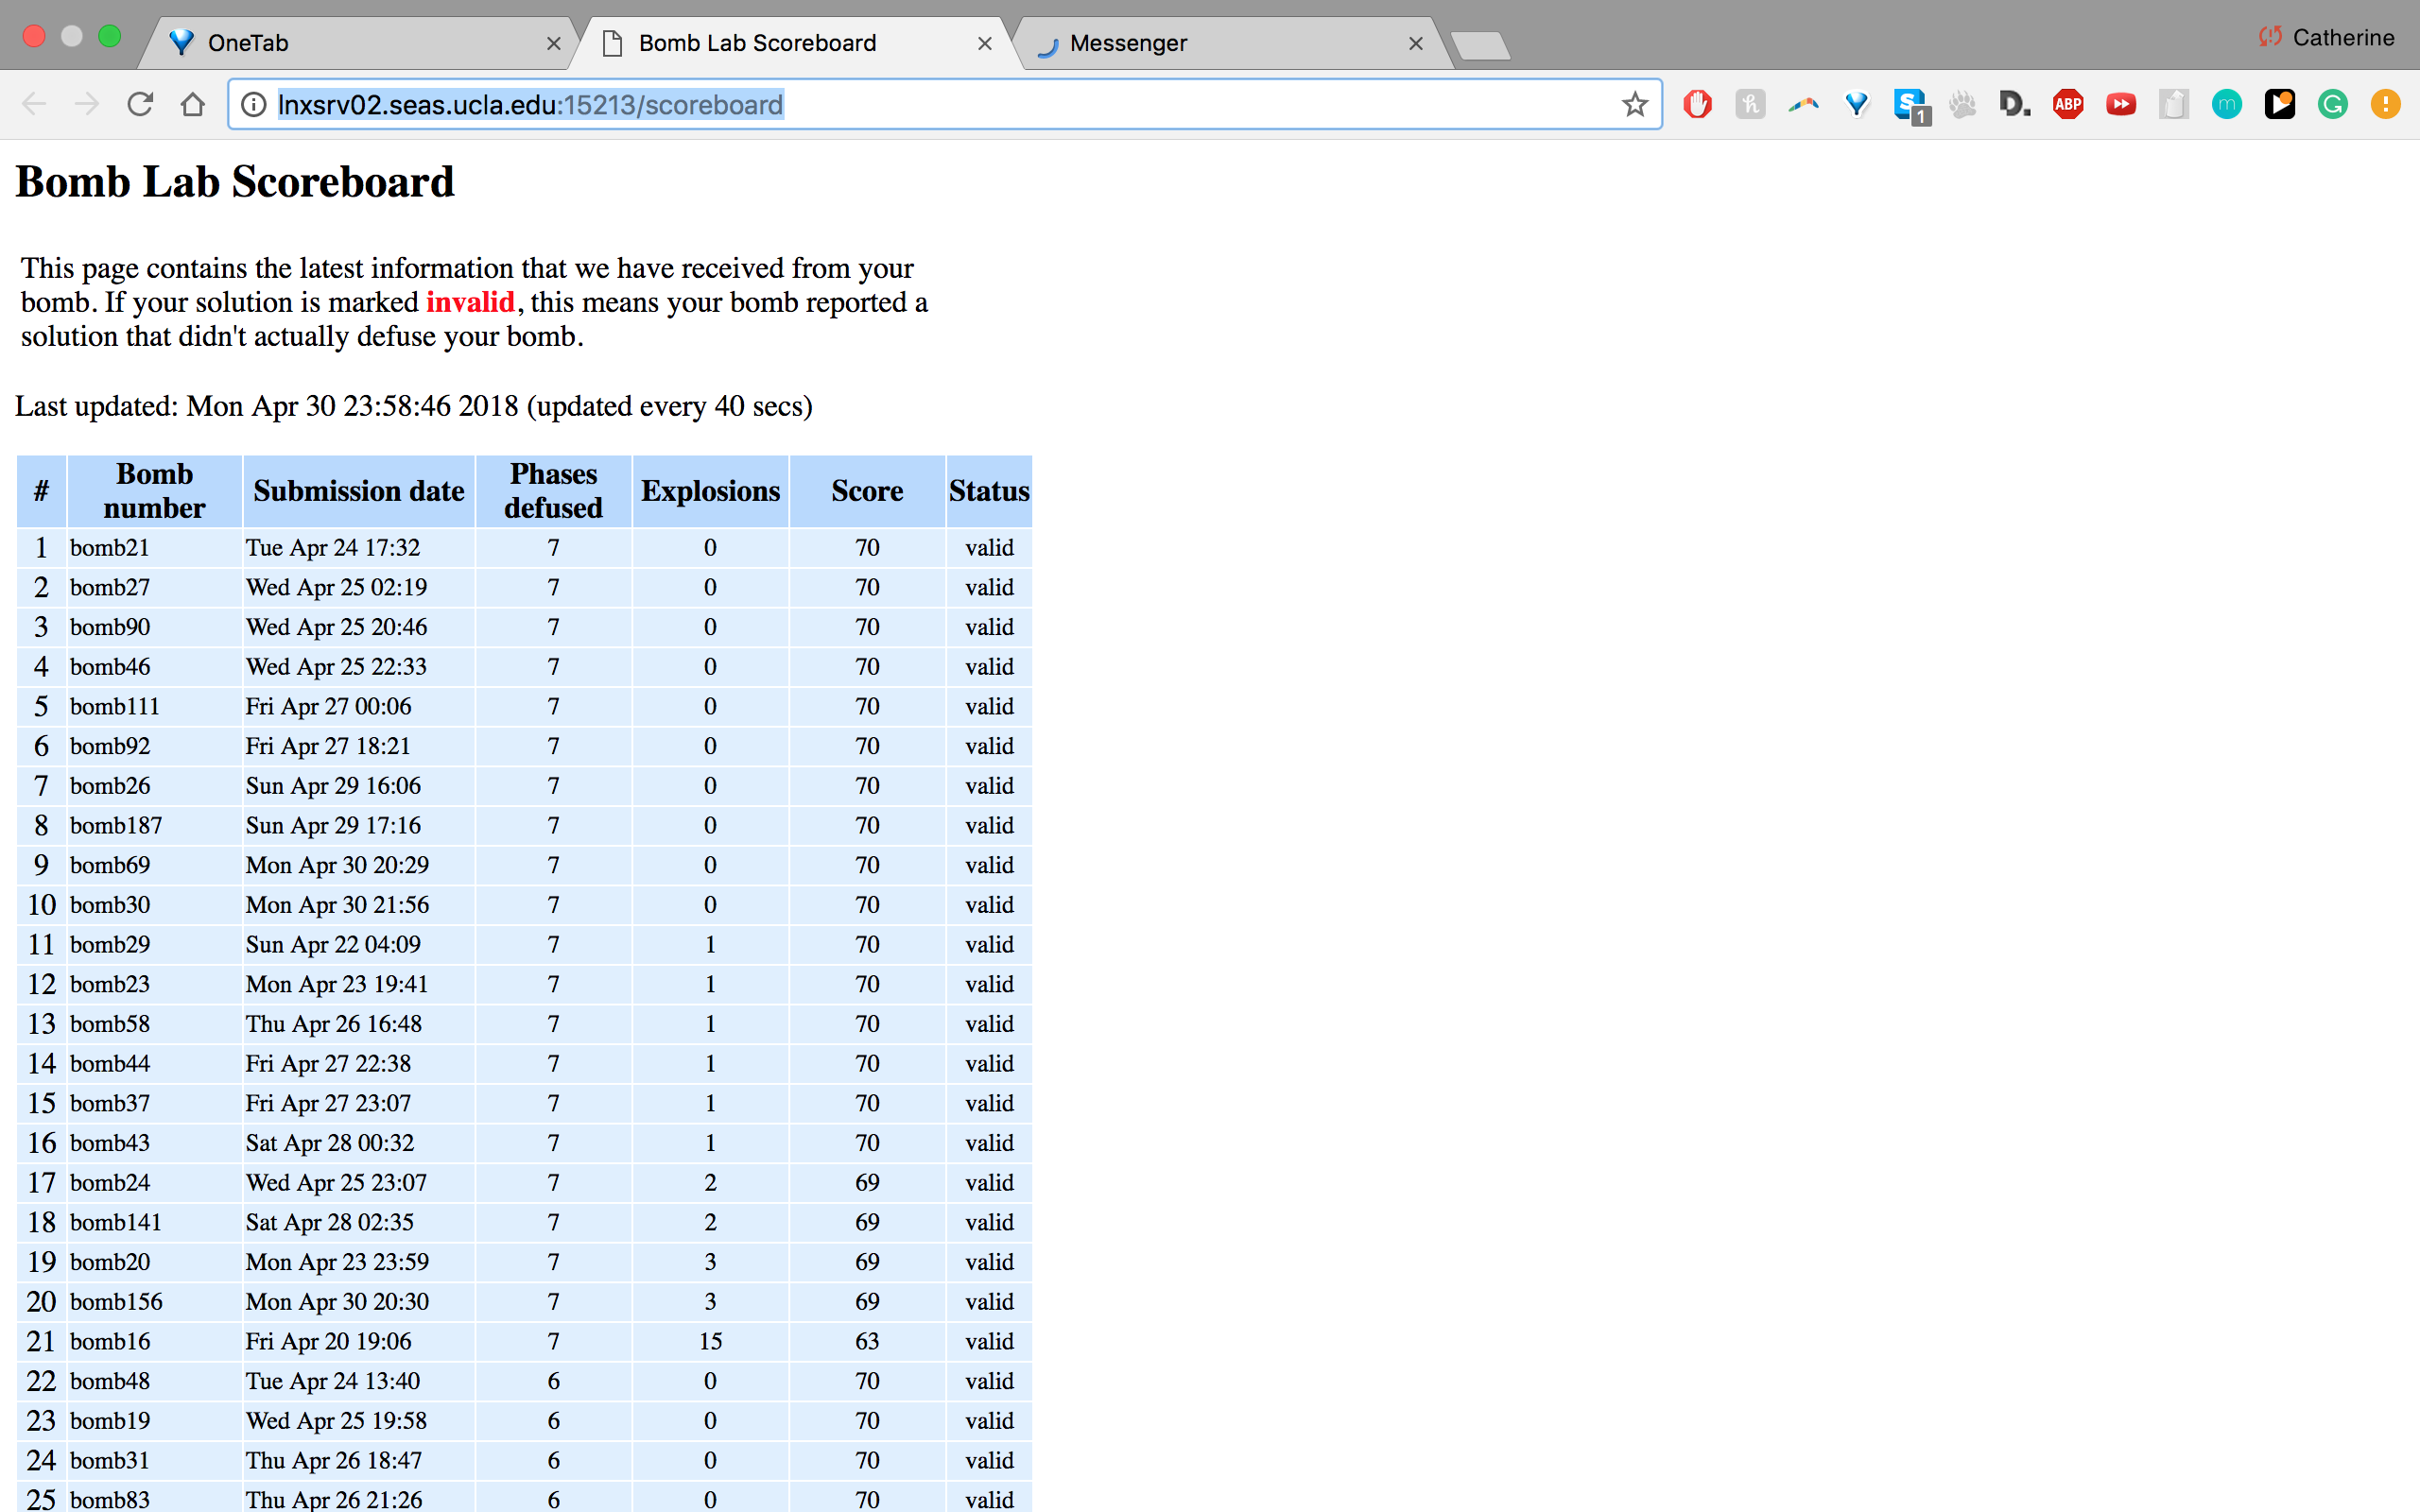 OneTab
Bomb Lab Scoreboard
Messenger
Catherine
lnxsrv02.seas.ucla.edu:15213/scoreboard
1
D.
ABP
m
Bomb Lab Scoreboard
This page contains the latest information that we have received from your
bomb. If your solution is marked invalid, this means your bomb reported a
solution that didn't actually defuse your bomb.
Last updated: Mon Apr 30 23:58:46 2018 (updated every 40 secs)
# Bomb number Submission date Phases defused Explosions Score Status
1 bomb21 Tue Apr 24 17:32 7 0 70 valid
2 bomb27 Wed Apr 25 02:19 7 0 70 valid
3 bomb90 Wed Apr 25 20:46 7 0 70 valid
4 bomb46 Wed Apr 25 22:33 7 0 70 valid
5 bomb111 Fri Apr 27 00:06 7 0 70 valid
6 bomb92 Fri Apr 27 18:21 7 0 70 valid
7 bomb26 Sun Apr 29 16:06 7 0 70 valid
8 bomb187 Sun Apr 29 17:16 7 0 70 valid
9 bomb69 Mon Apr 30 20:29 7 0 70 valid
10 bomb30 Mon Apr 30 21:56 7 0 70 valid
11 bomb29 Sun Apr 22 04:09 7 1 70 valid
12 bomb23 Mon Apr 23 19:41 7 1 70 valid
13 bomb58 Thu Apr 26 16:48 7 1 70 valid
14 bomb44 Fri Apr 27 22:38 7 1 70 valid
15 bomb37 Fri Apr 27 23:07 7 1 70 valid
16 bomb43 Sat Apr 28 00:32 7 1 70 valid
17 bomb24 Wed Apr 25 23:07 7 2 69 valid
18 bomb141 Sat Apr 28 02:35 7 2 69 valid
19 bomb20 Mon Apr 23 23:59 7 3 69 valid
20 bomb156 Mon Apr 30 20:30 7 3 69 valid
21 bomb16 Fri Apr 20 19:06 7 15 63 valid
22 bomb48 Tue Apr 24 13:40 6 0 70 valid
23 bomb19 Wed Apr 25 19:58 6 0 70 valid
24 bomb31 Thu Apr 26 18:47 6 0 70 valid
25 bomb83 Thu Apr 26 21:26 6 0 70 valid